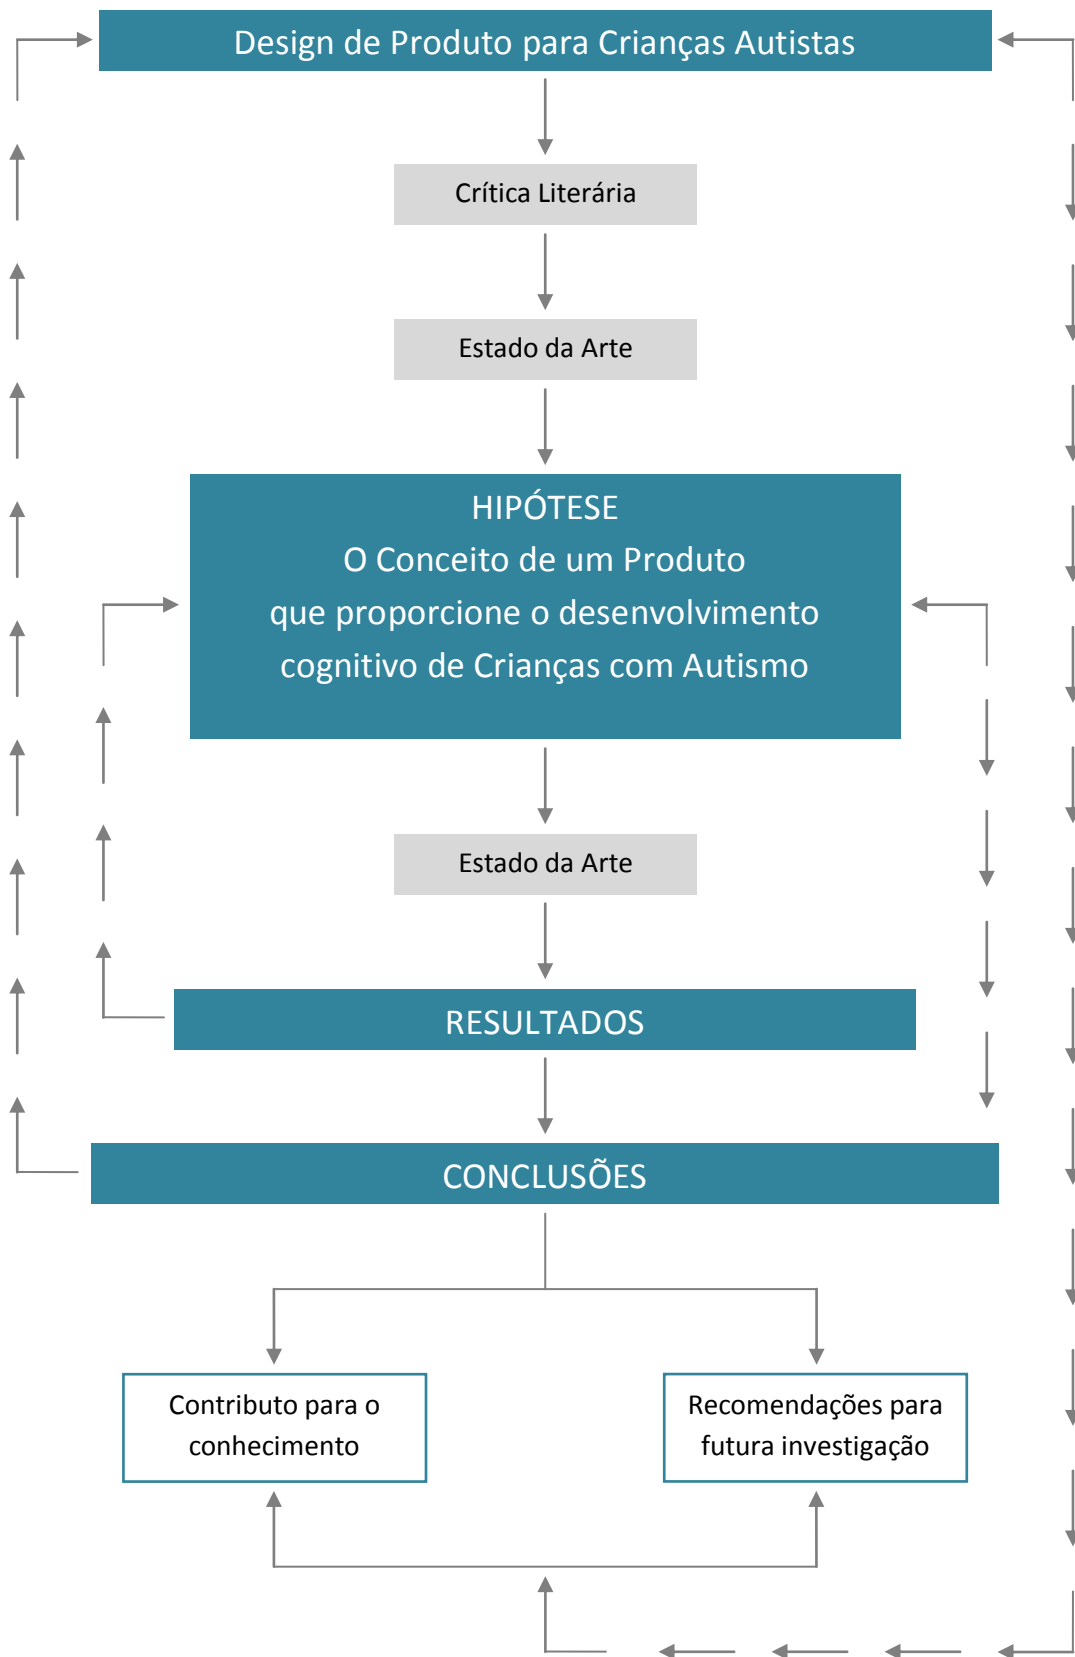 Design de Produto para Crianças Autistas
Crítica Literária
Estado da Arte
HIPÓTESE
O Conceito de um Produto
que proporcione o desenvolvimento
cognitivo de Crianças com Autismo
Estado da Arte
RESULTADOS
CONCLUSÕES
Contributo para o
conhecimento
Recomendações para
futura investigação